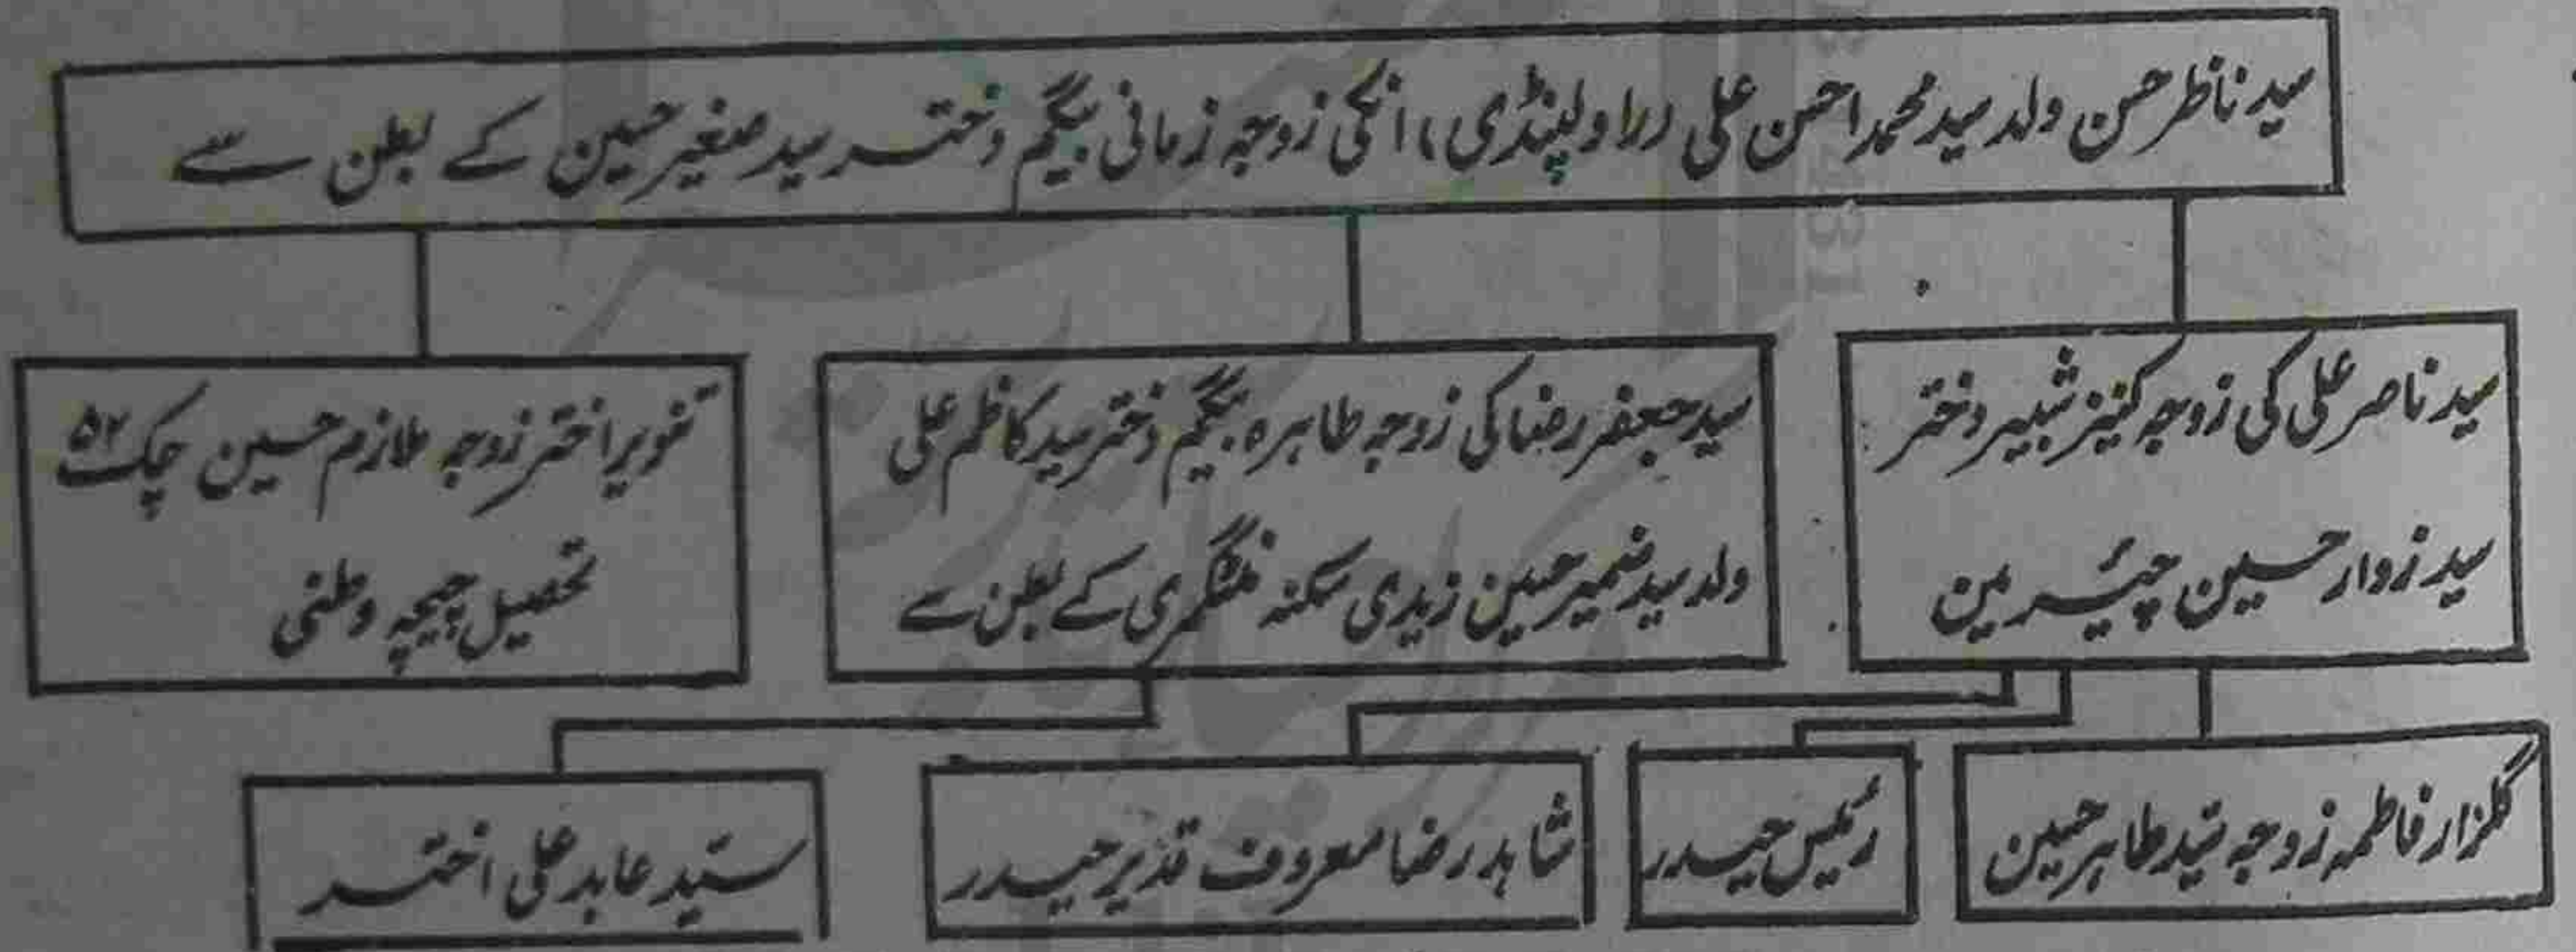 سید ناظر حسن ولد سید محمد احسن علی (راولپنڈی)، انکی زوجہ زمانی بیگم دختر سید صغیر حسین کے بطن سے
سید ناصر علی کی زوجہ کنیز شبیر دختر
سید زوار حسین چیئرمین
سید جعفر رضا کی زوجہ طاہرہ بیگم دختر سید کاظم علی
ولد سید ضمیر حسین زیدی سکنہ منٹگمری کے بطن سے
تنویر اختر زوجہ ملازم حسین چک ۵۲
تحصیل چیچہ وطنی
گلزار فاطمہ زوجہ سید طاہر حسین
رئیس حیدر
شاہد رضا معروف قدیر حیدر
سید عابد علی اختر